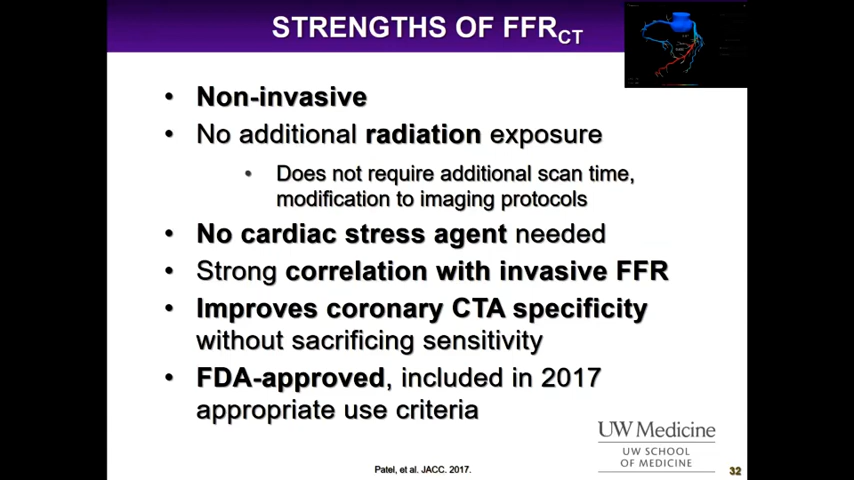 STRENGTHS OF FFRCT
• Non-invasive
• No additional radiation exposure
• Does not require additional scan time,
modification to imaging protocols
• No cardiac stress agent needed
• Strong correlation with invasive FFR
• Improves coronary CTA specificity
without sacrificing sensitivity
• FDA-approved, included in 2017
appropriate use criteria
UW Medicine
UW SCHOOL
OF MEDICINE
Patel, et al. JACC. 2017.
32